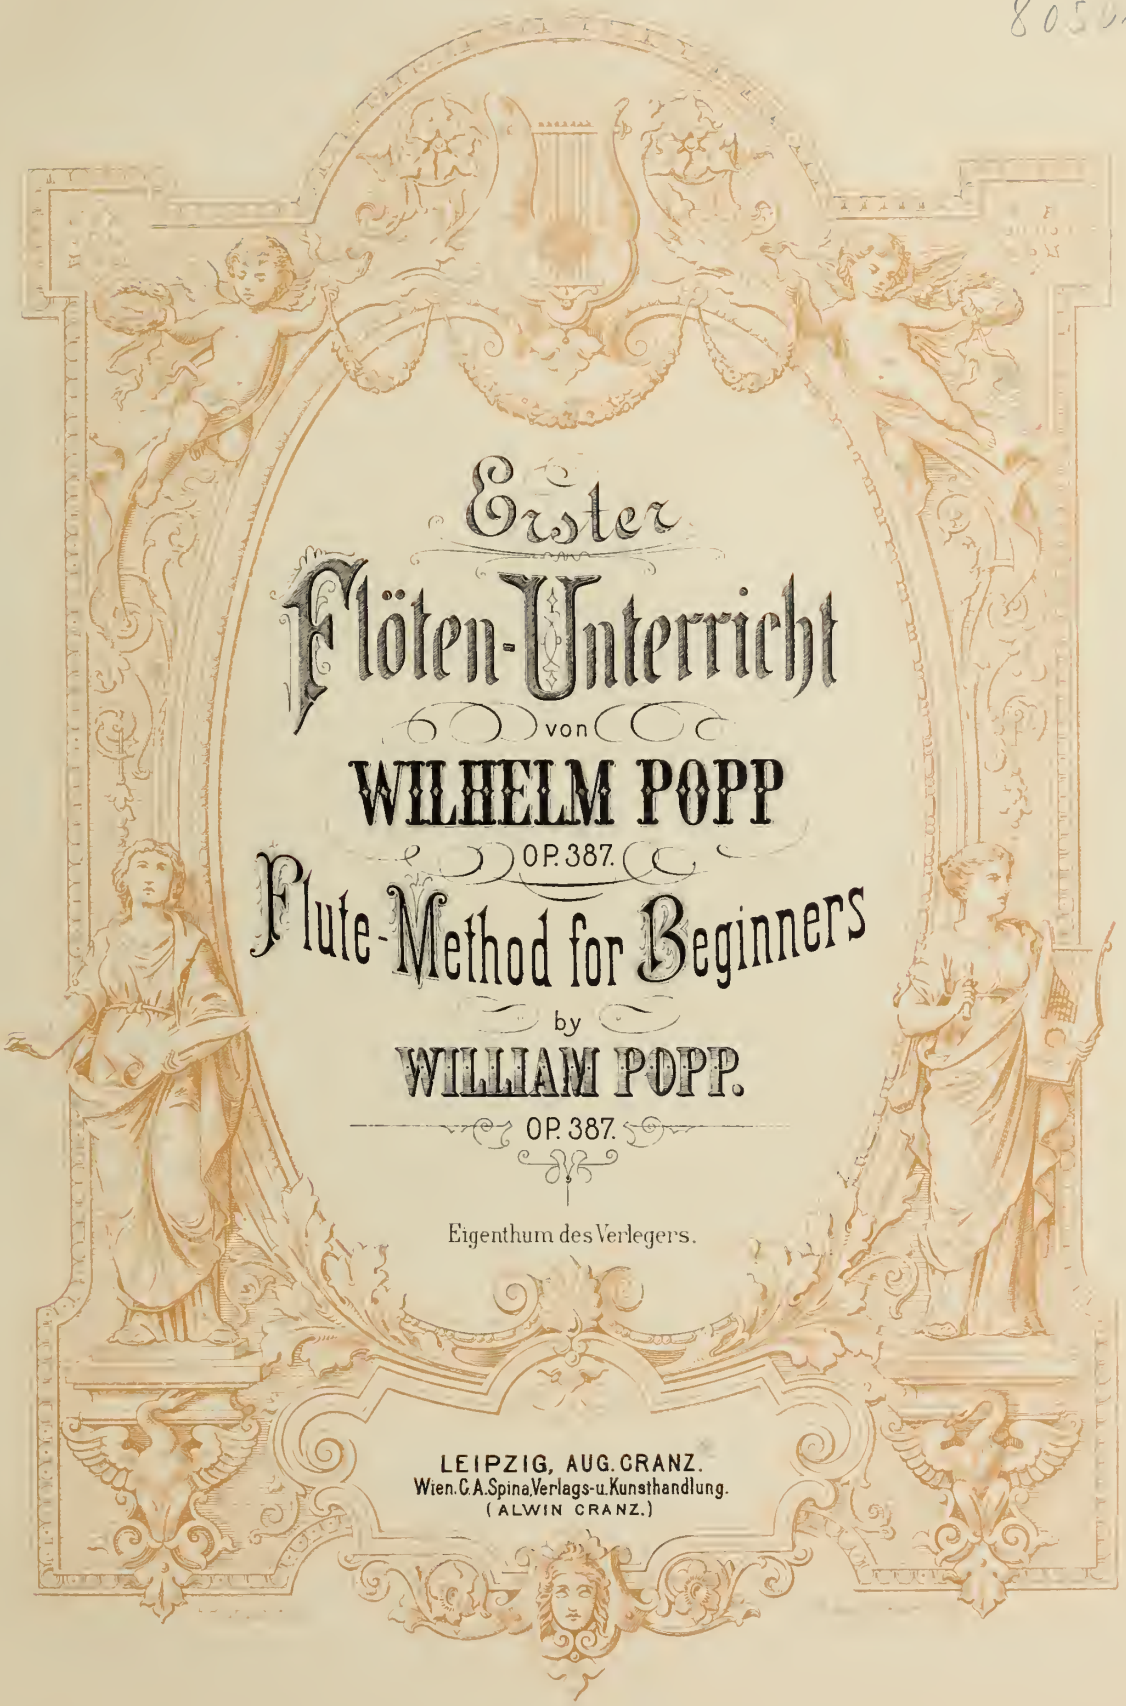 Erster
Flöten-Unterricht
von
WILHELM POPP
OP. 387.
Flute-Method for Beginners
by
WILLIAM POPP.
OP. 387.
Eigenthum des Verlegers.
LEIPZIG, AUG. CRANZ.
Wien. C. A. Spina, Verlags-u. Kunsthandlung.
(ALWIN CRANZ.)